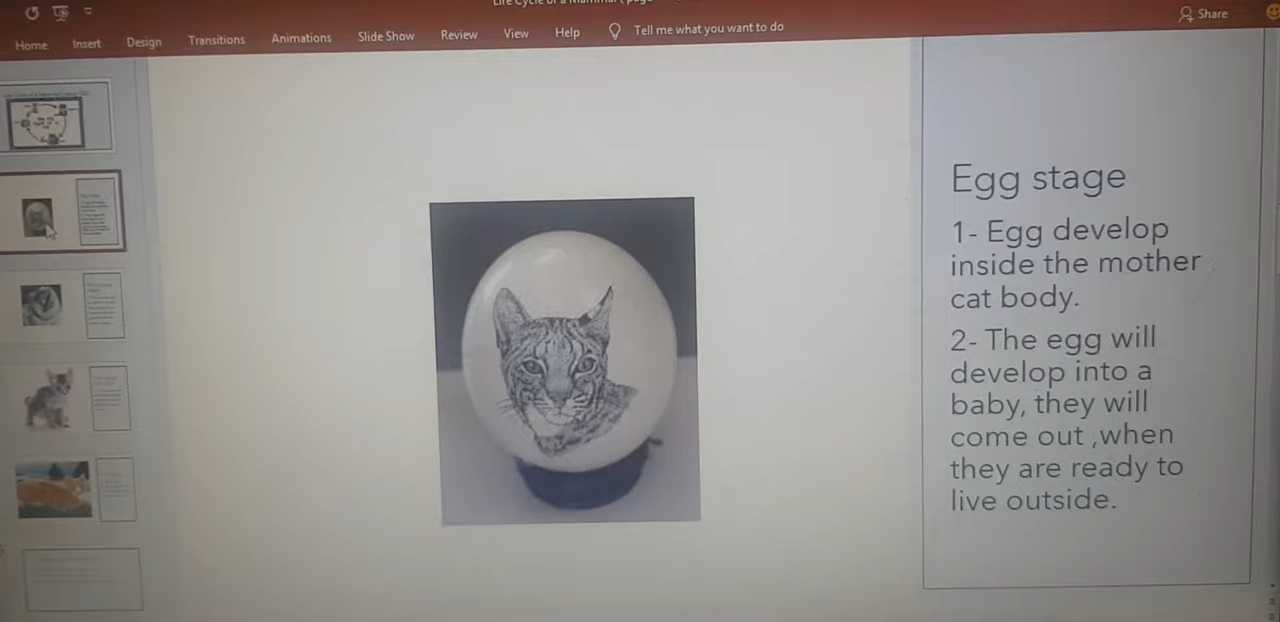 Home Insert Design Transitions Animations Slide Show Review View Help Tell me what you want to do Share
Egg stage
1- Egg develop
inside the mother
cat body.
2- The egg will
develop into a
baby, they will
come out ,when
they are ready to
live outside.